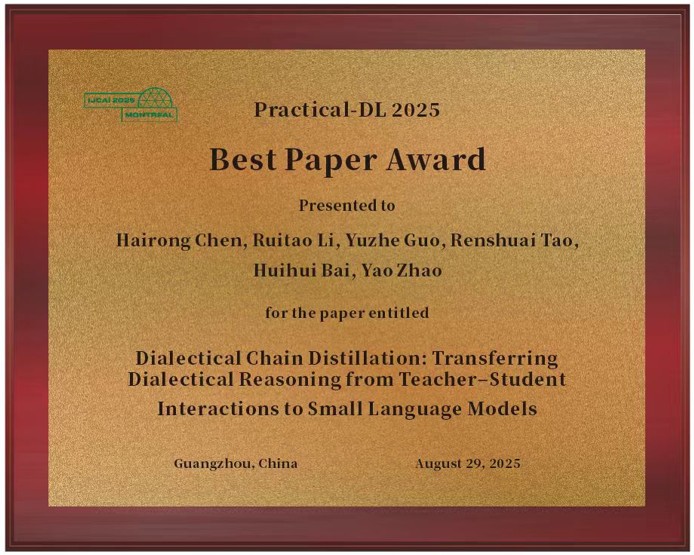 IJCAI 2025
MONTREAL
Practical-DL 2025
Best Paper Award
Presented to
Hairong Chen, Ruitao Li, Yuzhe Guo, Renshuai Tao,
Huihui Bai, Yao Zhao
for the paper entitled
Dialectical Chain Distillation: Transferring
Dialectical Reasoning from Teacher–Student
Interactions to Small Language Models
Guangzhou, China
August 29, 2025